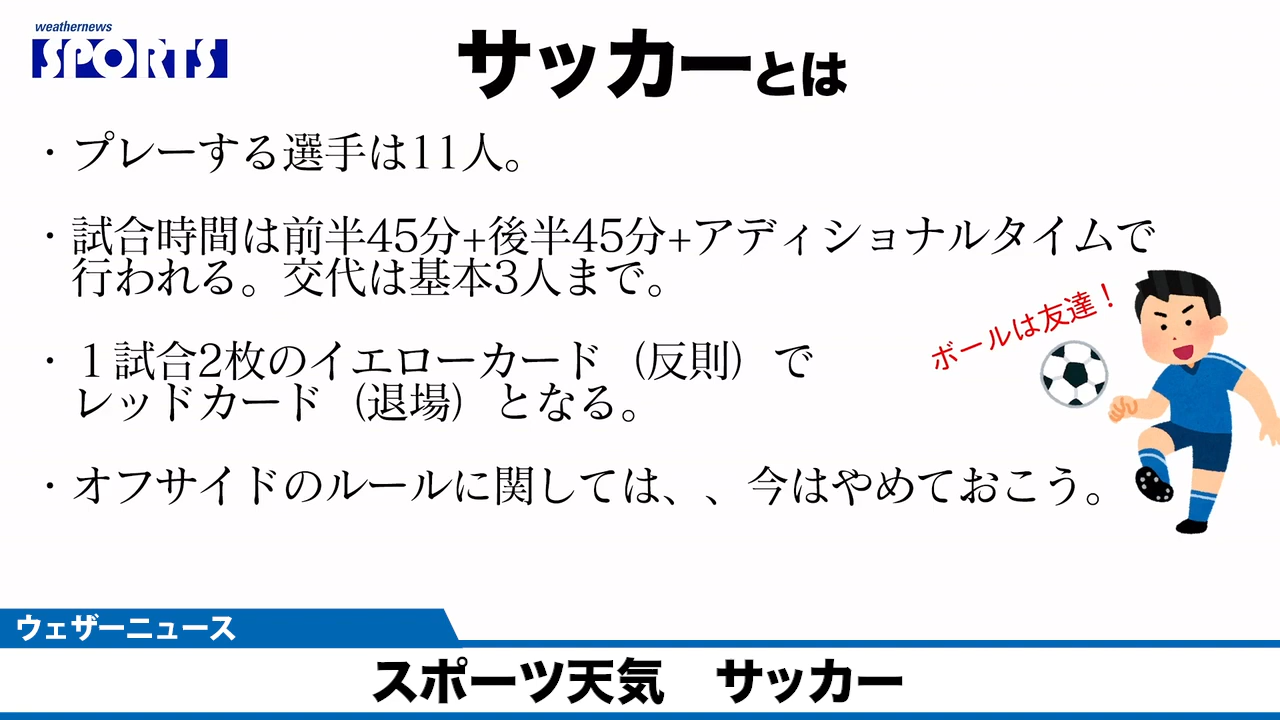 weathernews
SPORTS
サッカーとは
・プレーする選手は11人。
・試合時間は前半45分+後半45分+アディショナルタイムで
行われる。交代は基本3人まで。
・１試合2枚のイエローカード（反則）で
レッドカード（退場）となる。
・オフサイドのルールに関しては、、今はやめておこう。
ボールは友達！
ウェザーニュース
スポーツ天気　サッカー